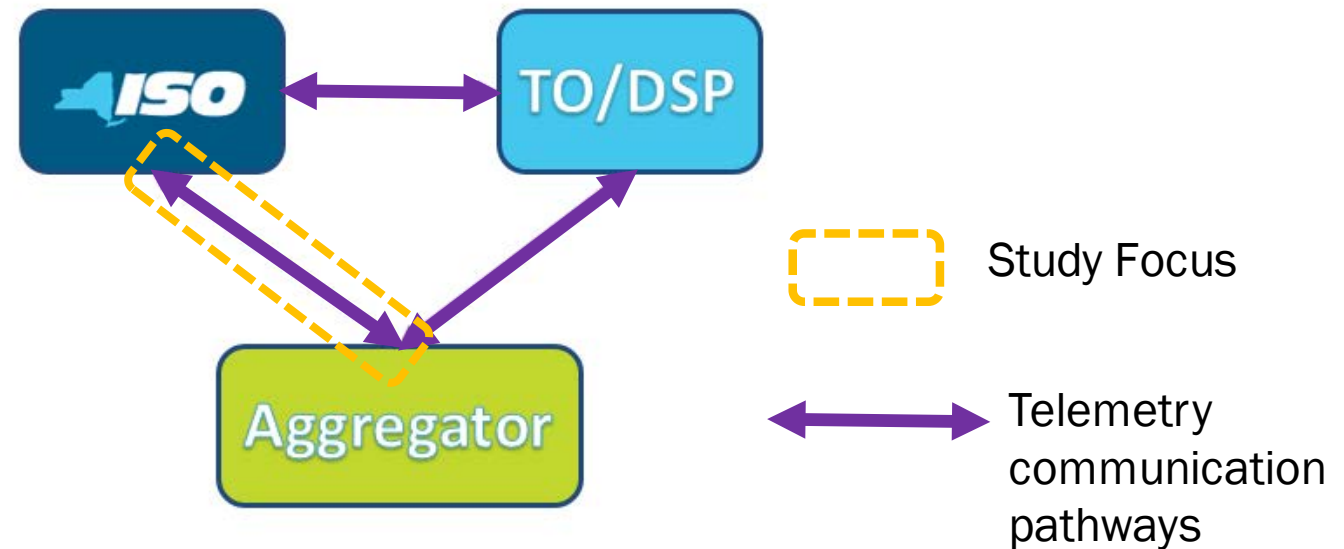 ISO
TO/DSP
Study Focus
Aggregator
Telemetry
communication
pathways